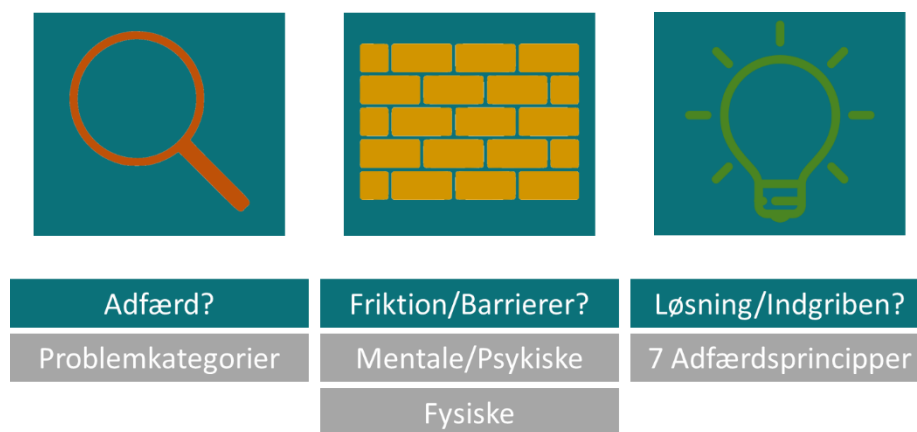 Adfærd?
Problemkategorier
Friktion/Barrierer?
Mentale/Psykiske
Fysiske
Løsning/Indgriben?
7 Adfærdsprincipper